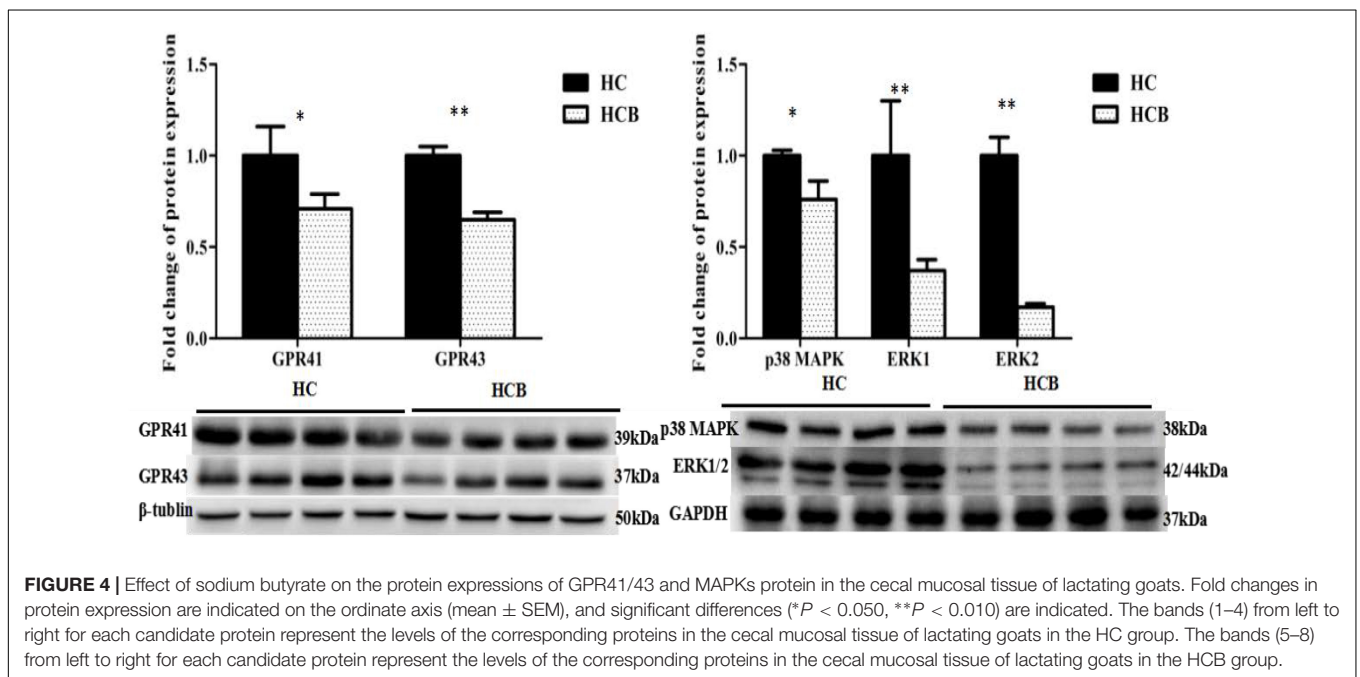 Fold change of protein expression
1.5
1.0
0.5
0.0
*
**
HC
HCB
GPR41 GPR43
HC HCB
GPR41 39kDa
GPR43 37kDa
β-tublin 50kDa
Fold change of protein expression
1.5
1.0
0.5
0.0
*
**
**
HC
HCB
p38 MAPK ERK1 ERK2
HC HCB
p38 MAPK 38kDa
ERK1/2 42/44kDa
GAPDH 37kDa
FIGURE 4 | Effect of sodium butyrate on the protein expressions of GPR41/43 and MAPKs protein in the cecal mucosal tissue of lactating goats. Fold changes in
protein expression are indicated on the ordinate axis (mean ± SEM), and significant differences (*P < 0.050, **P < 0.010) are indicated. The bands (1–4) from left to
right for each candidate protein represent the levels of the corresponding proteins in the cecal mucosal tissue of lactating goats in the HC group. The bands (5–8)
from left to right for each candidate protein represent the levels of the corresponding proteins in the cecal mucosal tissue of lactating goats in the HCB group.